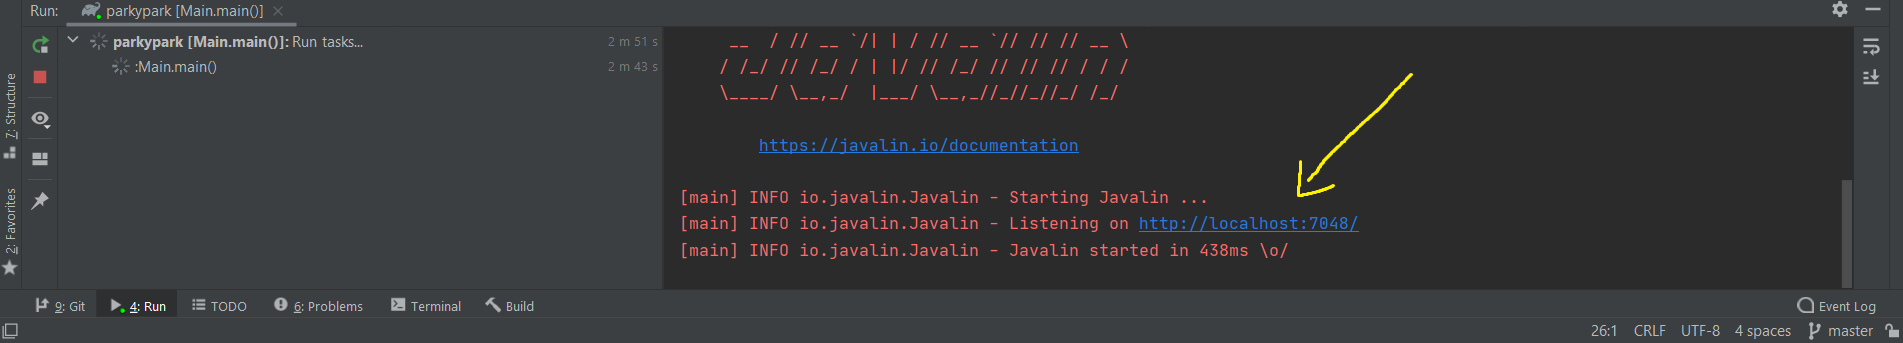 Run: parkypark [Main.main()]
parkypark [Main.main()]: Run tasks... 2 m 51 s
:Main.main() 2 m 43 s
7: Structure
2: Favorites
__  / // __ `/| | / // __ `// // // __ \
/ /_/ // /_/ / | |/ // /_/ // // // / / /
\____/ \__,_/  |___/ \__,_//_//_//_/ /_/
https://javalin.io/documentation
[main] INFO io.javalin.Javalin - Starting Javalin ...
[main] INFO io.javalin.Javalin - Listening on http://localhost:7048/
[main] INFO io.javalin.Javalin - Javalin started in 438ms \o/
9: Git 4: Run TODO 6: Problems Terminal Build Event Log
26:1 CRLF UTF-8 4 spaces master